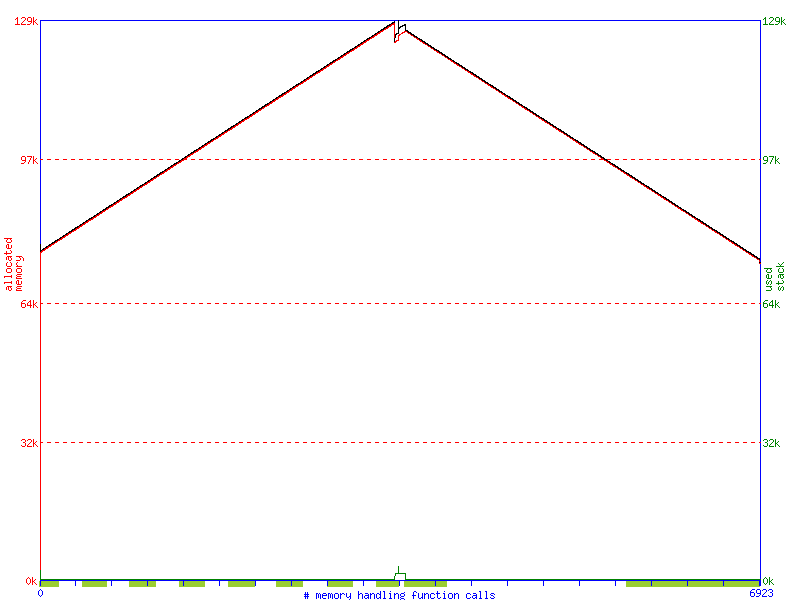 129k 129k
97k 97k
allocated
memory
used
stack
64k 64k
32k 32k
0k 0k
0 # memory handling function calls 6923